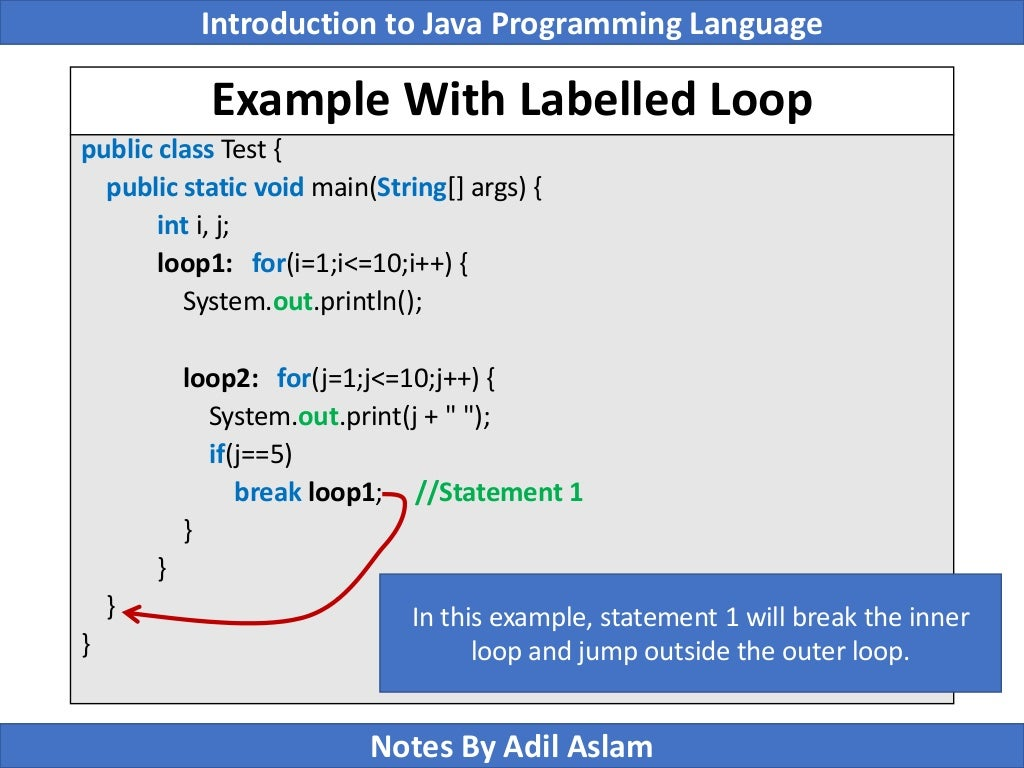 Introduction to Java Programming Language
Example With Labelled Loop
public class Test {
public static void main(String[] args) {
int i, j;
loop1: for(i=1;i<=10;i++) {
System.out.println();
loop2: for(j=1;j<=10;j++) {
System.out.print(j + " ");
if(j==5)
break loop1; //Statement 1
}
}
}
}
In this example, statement 1 will break the inner
loop and jump outside the outer loop.
Notes By Adil Aslam